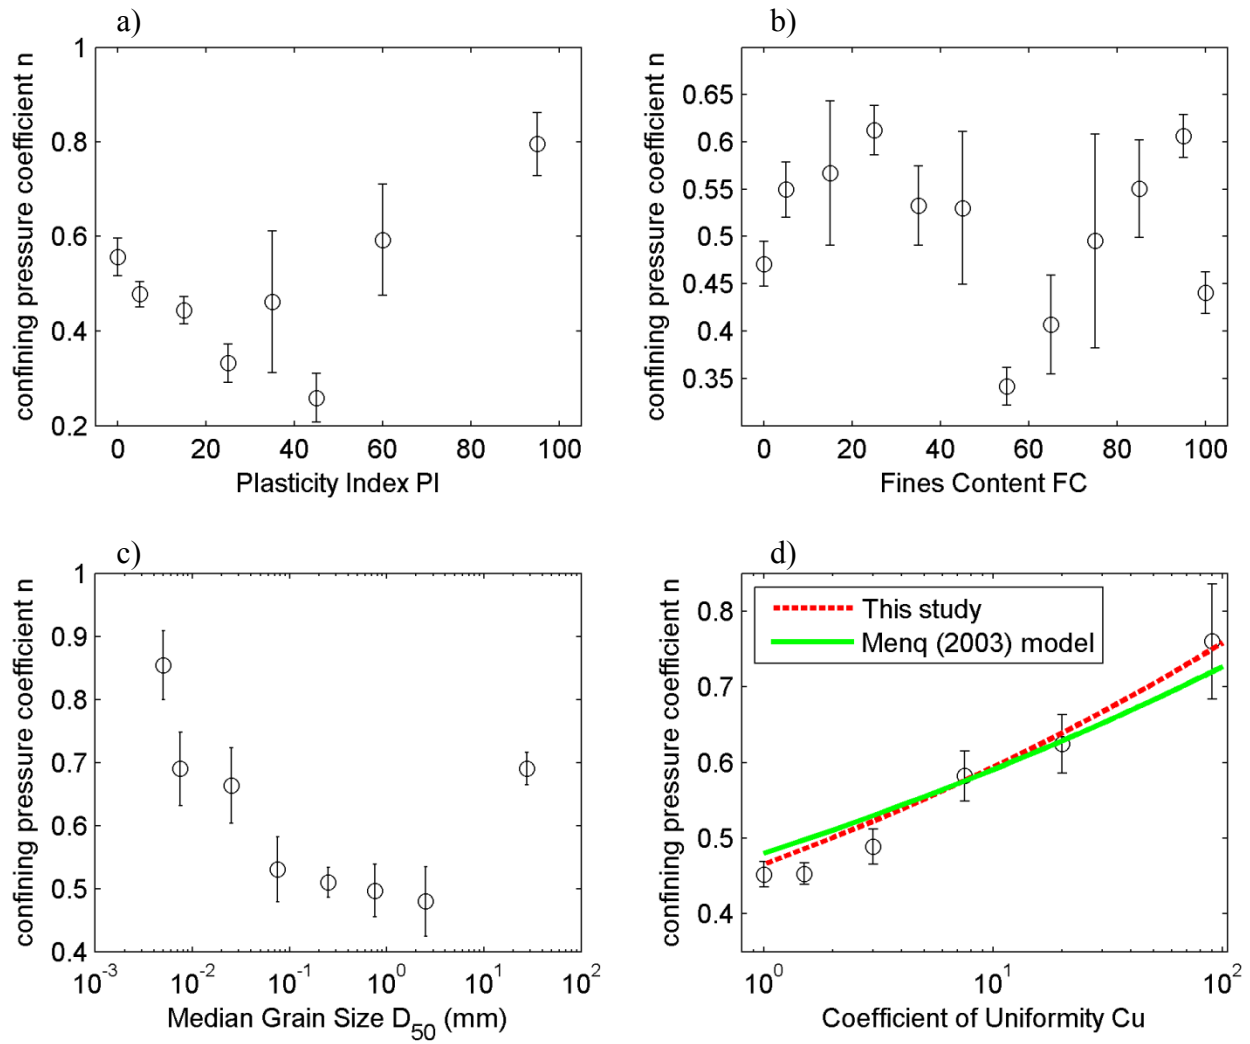 a)
1
0.8
0.6
0.4
0.2
confining pressure coefficient n
0 20 40 60 80 100
Plasticity Index PI
b)
0.65
0.6
0.55
0.5
0.45
0.4
0.35
confining pressure coefficient n
0 20 40 60 80 100
Fines Content FC
c)
1
0.9
0.8
0.7
0.6
0.5
0.4
confining pressure coefficient n
10⁻³ 10⁻² 10⁻¹ 10⁰ 10¹ 10²
Median Grain Size D₅₀ (mm)
d)
This study
Menq (2003) model
0.8
0.7
0.6
0.5
0.4
confining pressure coefficient n
10⁰ 10¹ 10²
Coefficient of Uniformity Cu